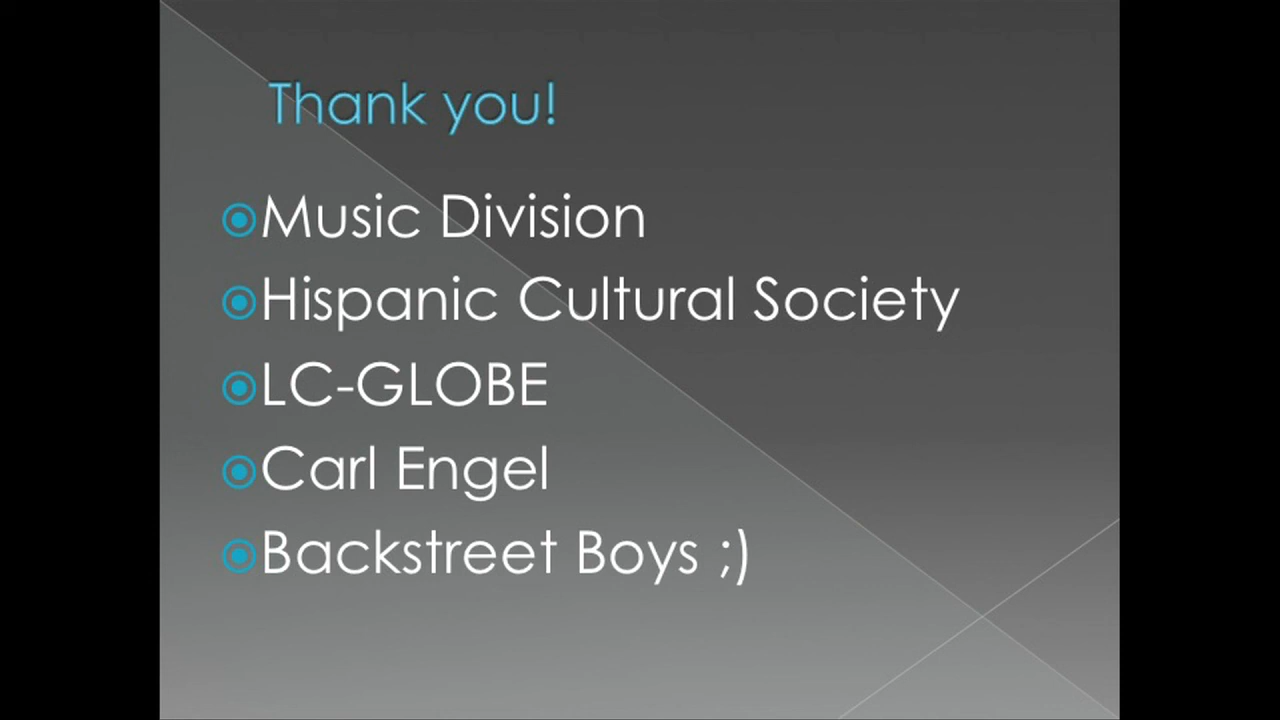 Thank you!
Music Division
Hispanic Cultural Society
LC-GLOBE
Carl Engel
Backstreet Boys ;)